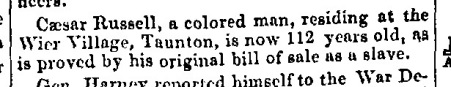 neers.
Cæsar Russell, a colored man, residing at the
Wier Village, Taunton, is now 112 years old, as
is proved by his original bill of sale as a slave.
Gen. Harney reported himself to the War De-